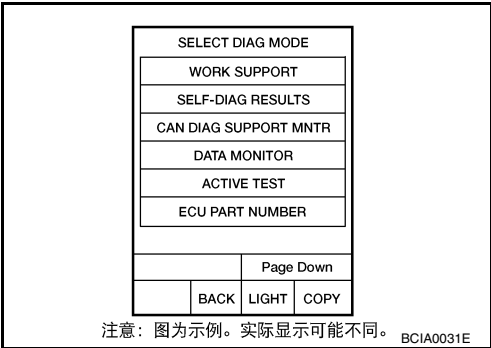 SELECT DIAG MODE
WORK SUPPORT
SELF-DIAG RESULTS
CAN DIAG SUPPORT MNTR
DATA MONITOR
ACTIVE TEST
ECU PART NUMBER
Page Down
BACK LIGHT COPY
注意：图为示例。实际显示可能不同。
BCIA0031E